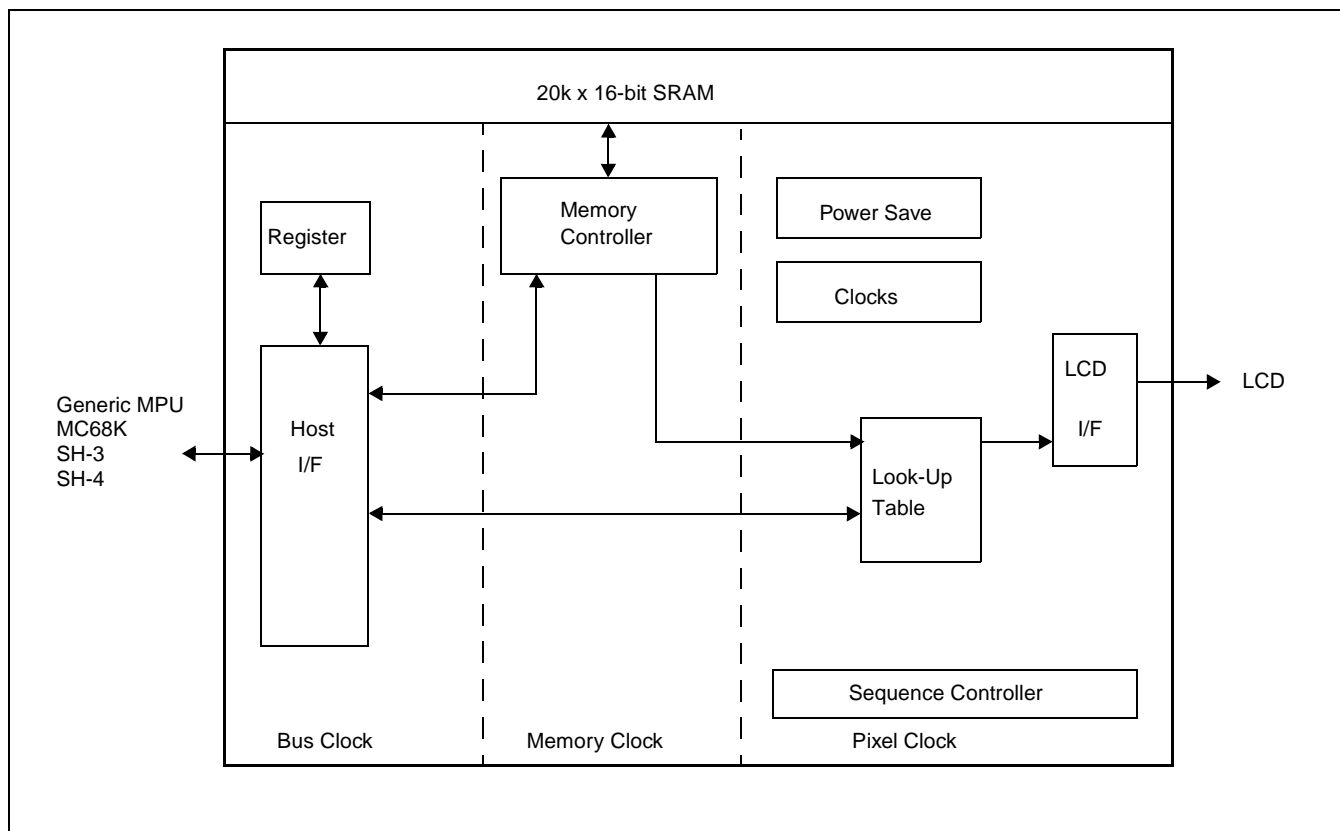 20k x 16-bit SRAM
Register
Memory
Controller
Power Save
Clocks
Generic MPU
MC68K
SH-3
SH-4
Host
I/F
LCD
I/F
LCD
Look-Up
Table
Sequence Controller
Bus Clock
Memory Clock
Pixel Clock